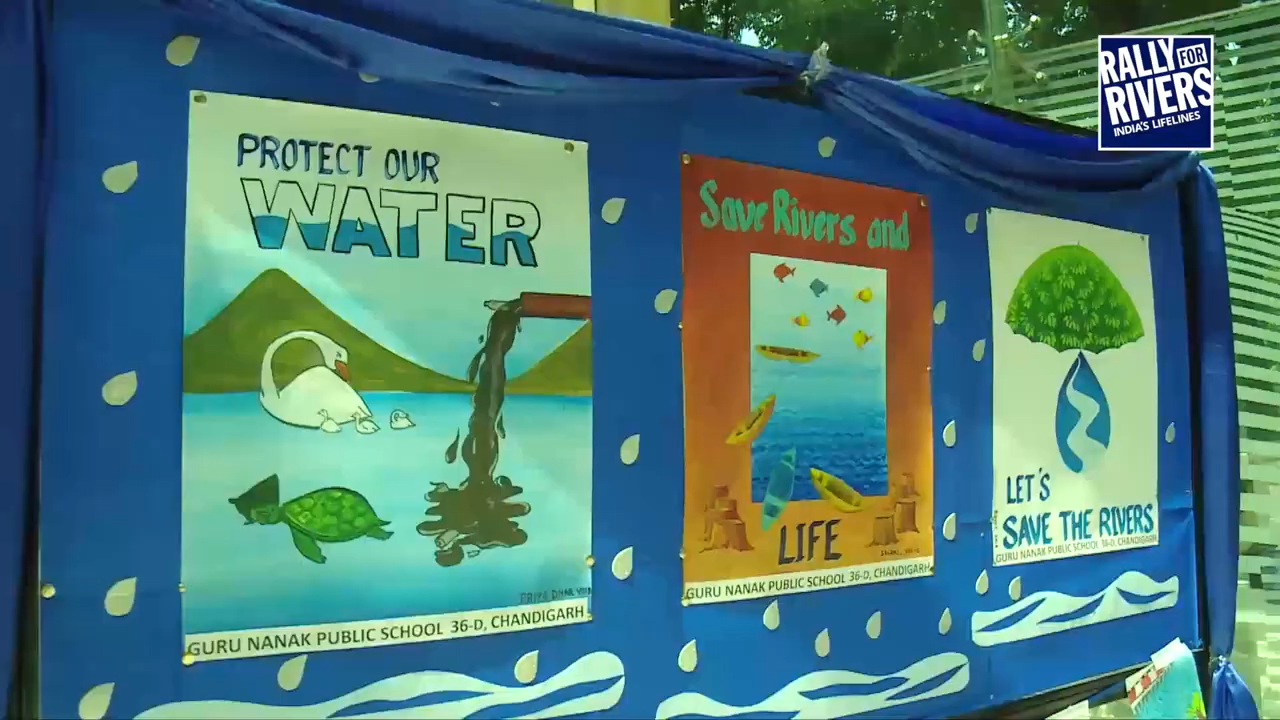 PROTECT OUR
WATER
GURU NANAK PUBLIC SCHOOL 36-D, CHANDIGARH
Save Rivers and
LIFE
GURU NANAK PUBLIC SCHOOL 36-D, CHANDIGARH
LET'S
SAVE THE RIVERS
GURU NANAK PUBLIC SCHOOL 36-D, CHANDIGARH
RALLY FOR
RIVERS
INDIA'S LIFELINES